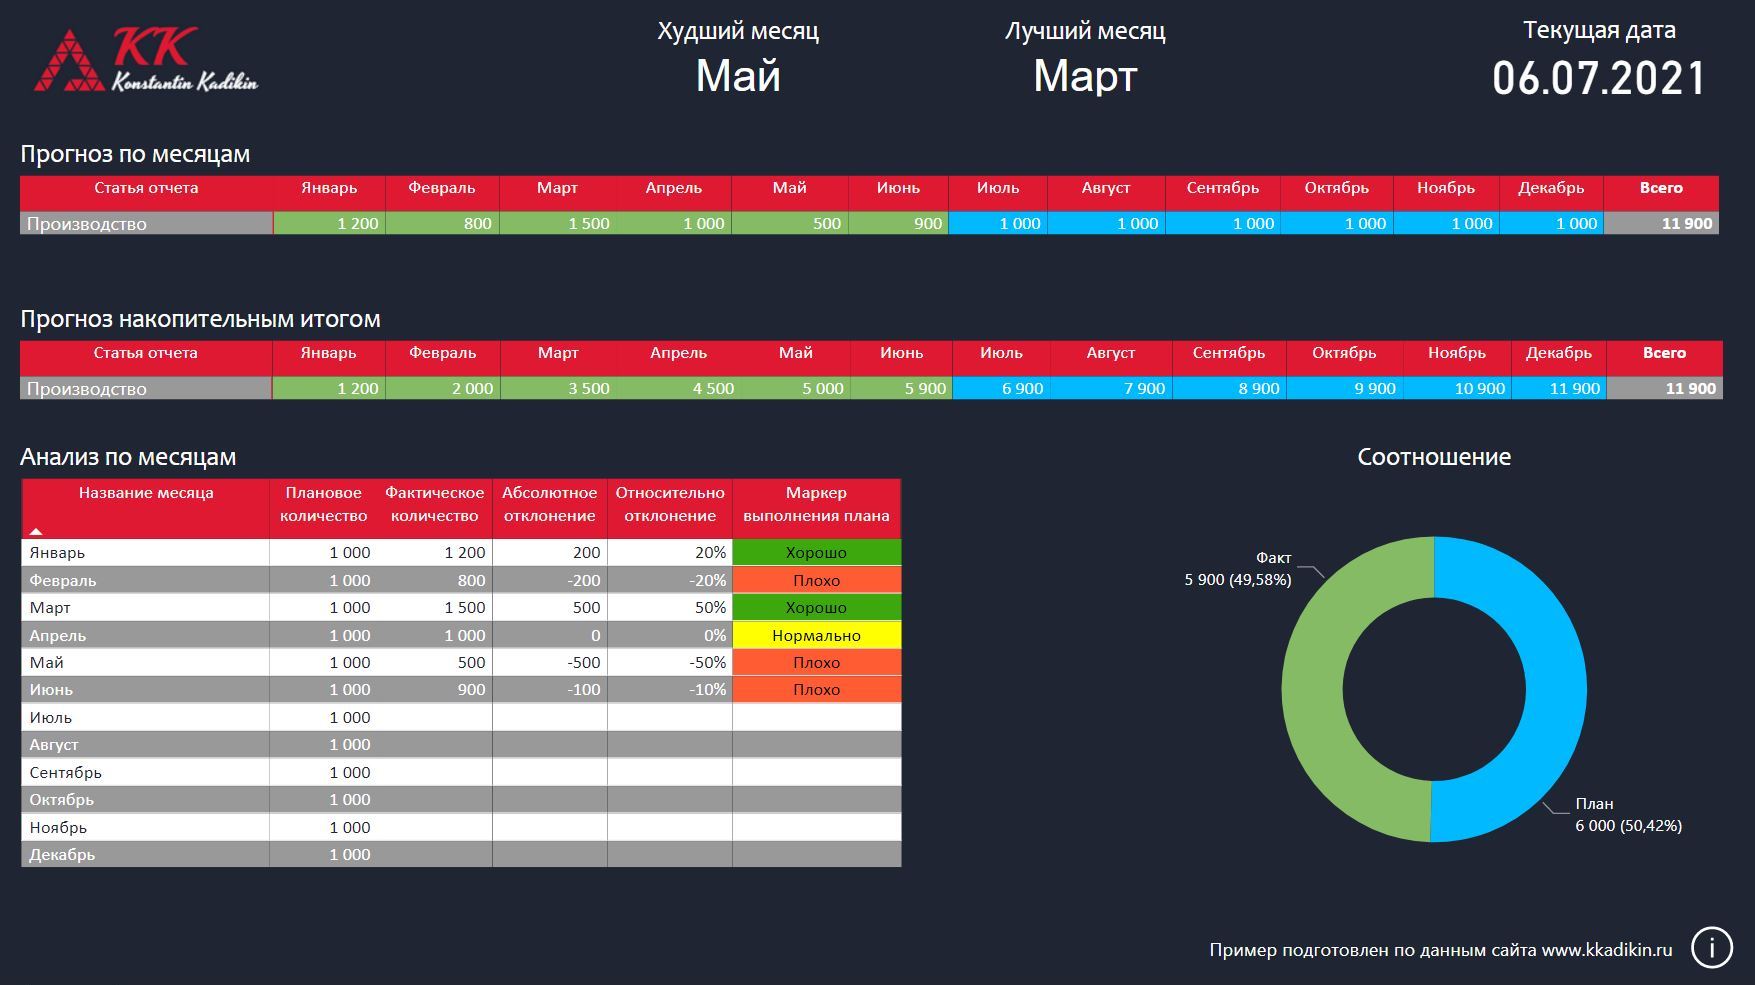 KK
Konstantin Kadikin
Худший месяц
Май
Лучший месяц
Март
Текущая дата
06.07.2021
Прогноз по месяцам
Статья отчета Январь Февраль Март Апрель Май Июнь Июль Август Сентябрь Октябрь Ноябрь Декабрь Всего
Производство 1 200 800 1 500 1 000 500 900 1 000 1 000 1 000 1 000 1 000 1 000 11 900
Прогноз накопительным итогом
Статья отчета Январь Февраль Март Апрель Май Июнь Июль Август Сентябрь Октябрь Ноябрь Декабрь Всего
Производство 1 200 2 000 3 500 4 500 5 000 5 900 6 900 7 900 8 900 9 900 10 900 11 900 11 900
Анализ по месяцам
Название месяца Плановое Фактическое Абсолютное Относительно Маркер
количество количество отклонение отклонение выполнения плана
Январь 1 000 1 200 200 20% Хорошо
Февраль 1 000 800 -200 -20% Плохо
Март 1 000 1 500 500 50% Хорошо
Апрель 1 000 1 000 0 0% Нормально
Май 1 000 500 -500 -50% Плохо
Июнь 1 000 900 -100 -10% Плохо
Июль 1 000
Август 1 000
Сентябрь 1 000
Октябрь 1 000
Ноябрь 1 000
Декабрь 1 000
Соотношение
Факт
5 900 (49,58%)
План
6 000 (50,42%)
Пример подготовлен по данным сайта www.kkadikin.ru
i